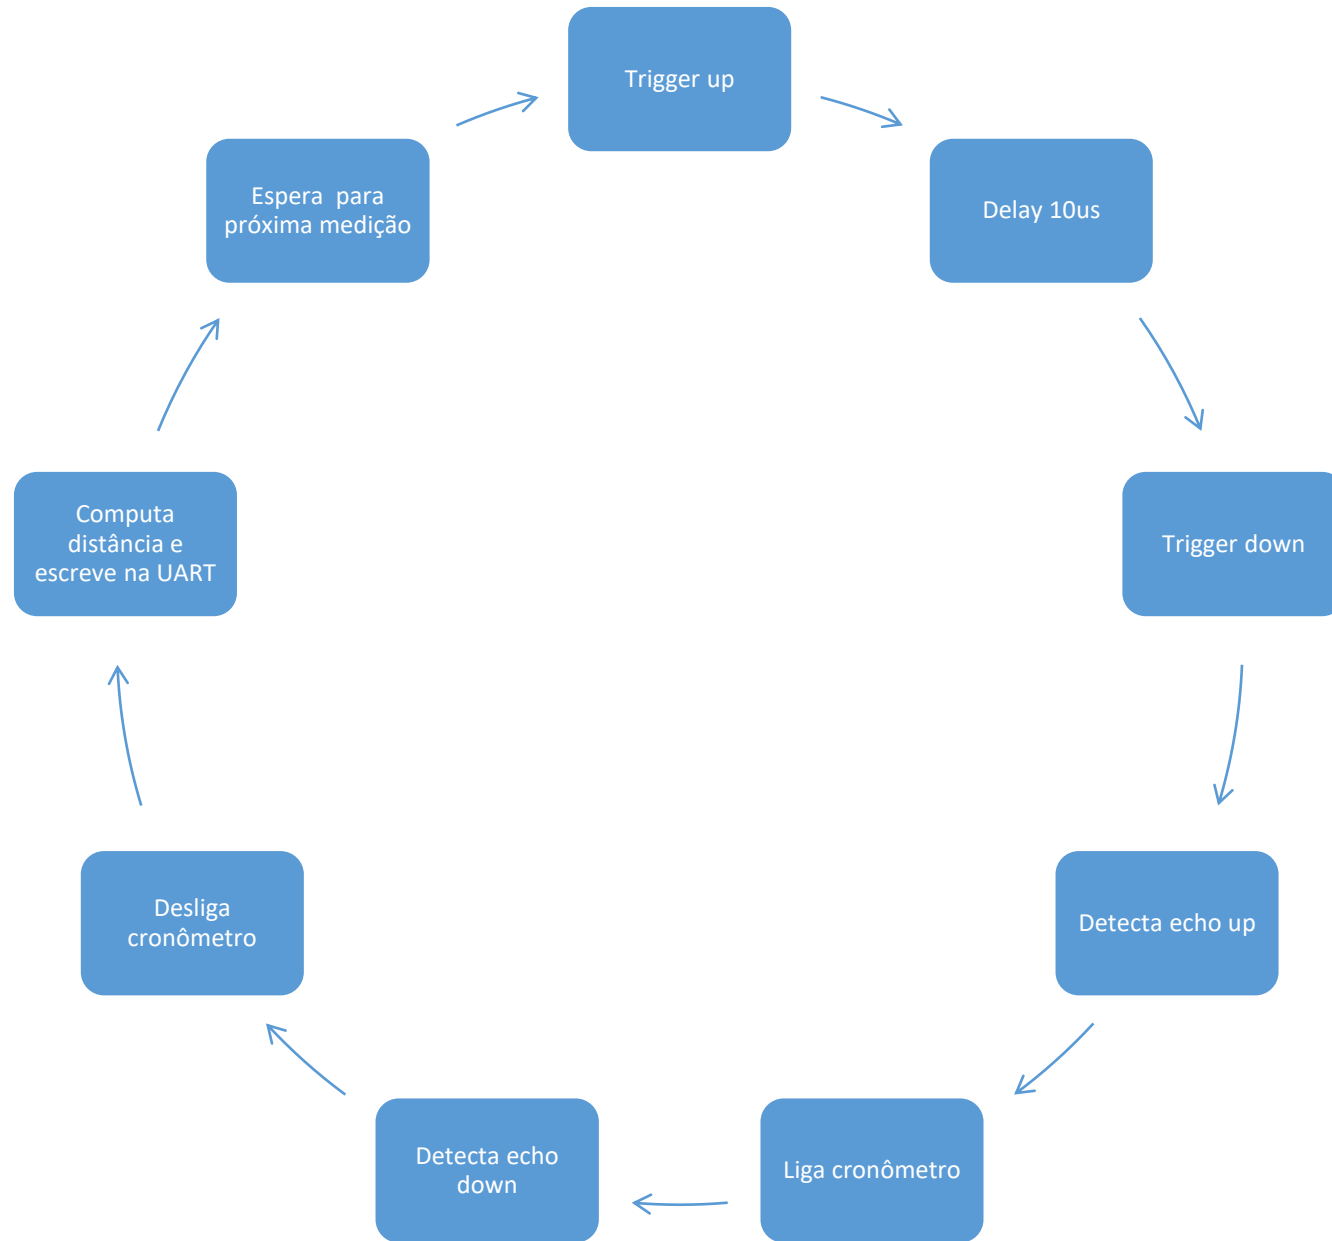 Trigger up
Delay 10us
Trigger down
Detecta echo up
Liga cronômetro
Detecta echo
down
Desliga
cronômetro
Computa
distância e
escreve na UART
Espera  para
próxima medição